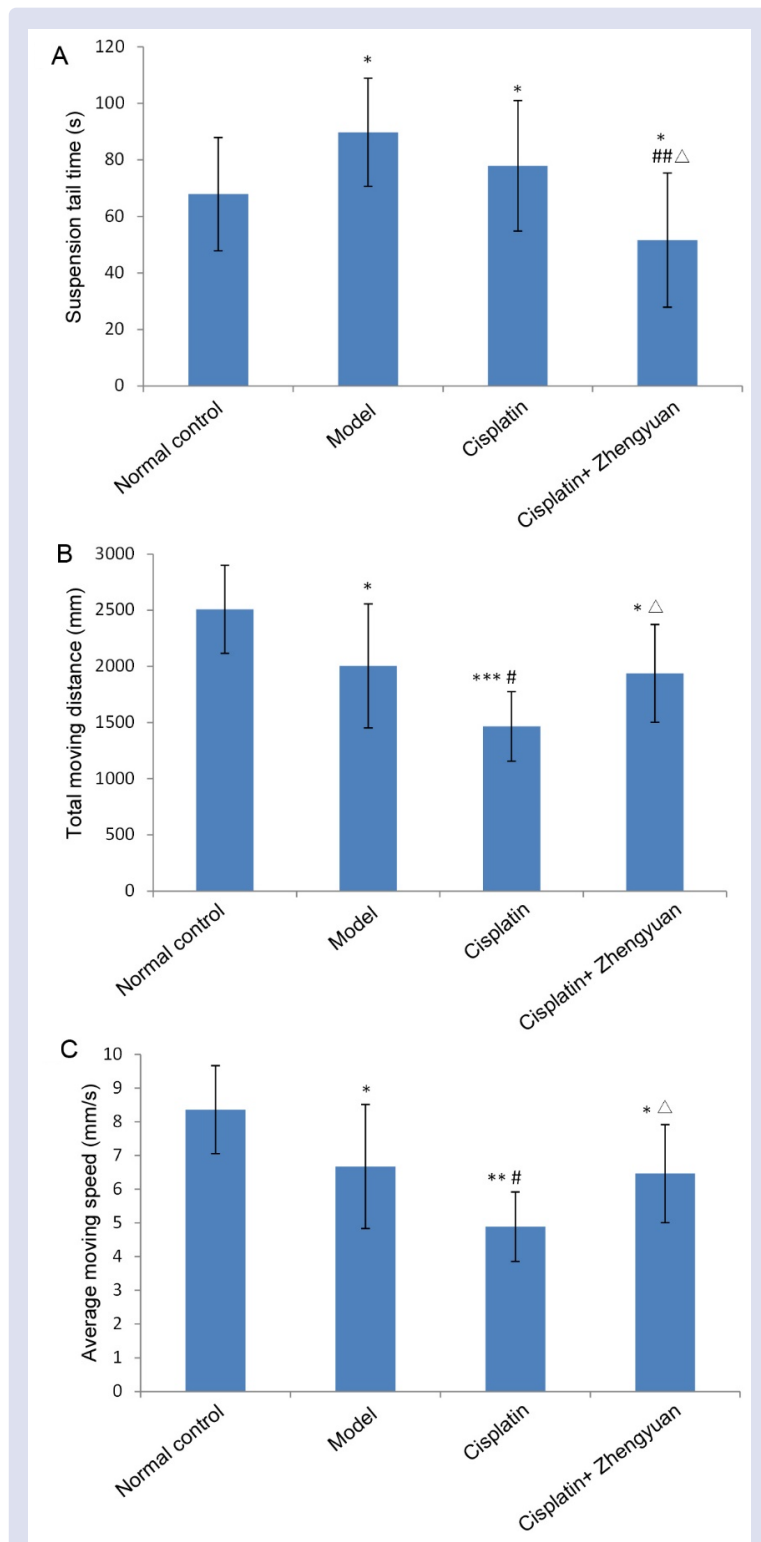 A
Suspension tail time (s)
120
100
80
60
40
20
0
*
*
*
##△
Normal control
Model
Cisplatin
Cisplatin+ Zhengyuan
B
Total moving distance (mm)
3000
2500
2000
1500
1000
500
0
*
*** #
* △
Normal control
Model
Cisplatin
Cisplatin+ Zhengyuan
C
Average moving speed (mm/s)
10
9
8
7
6
5
4
3
2
1
0
*
** #
* △
Normal control
Model
Cisplatin
Cisplatin+ Zhengyuan